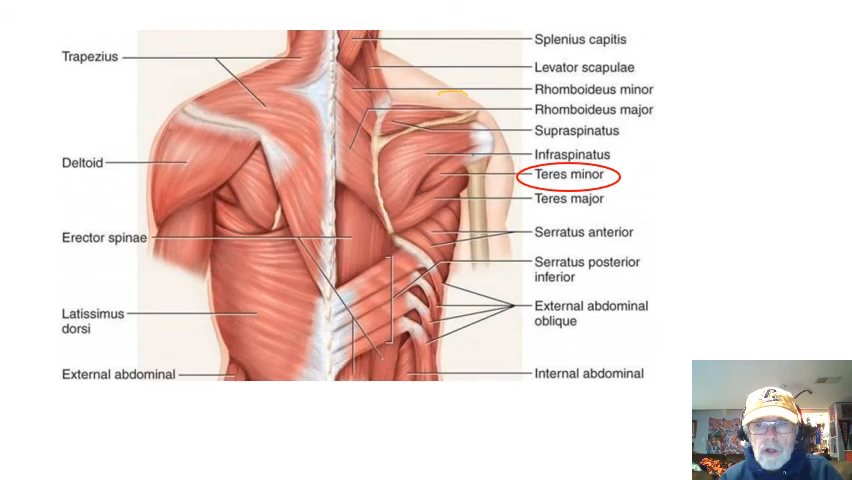 Trapezius
Deltoid
Erector spinae
Latissimus
dorsi
External abdominal
Splenius capitis
Levator scapulae
Rhomboideus minor
Rhomboideus major
Supraspinatus
Infraspinatus
Teres minor
Teres major
Serratus anterior
Serratus posterior
inferior
External abdominal
oblique
Internal abdominal